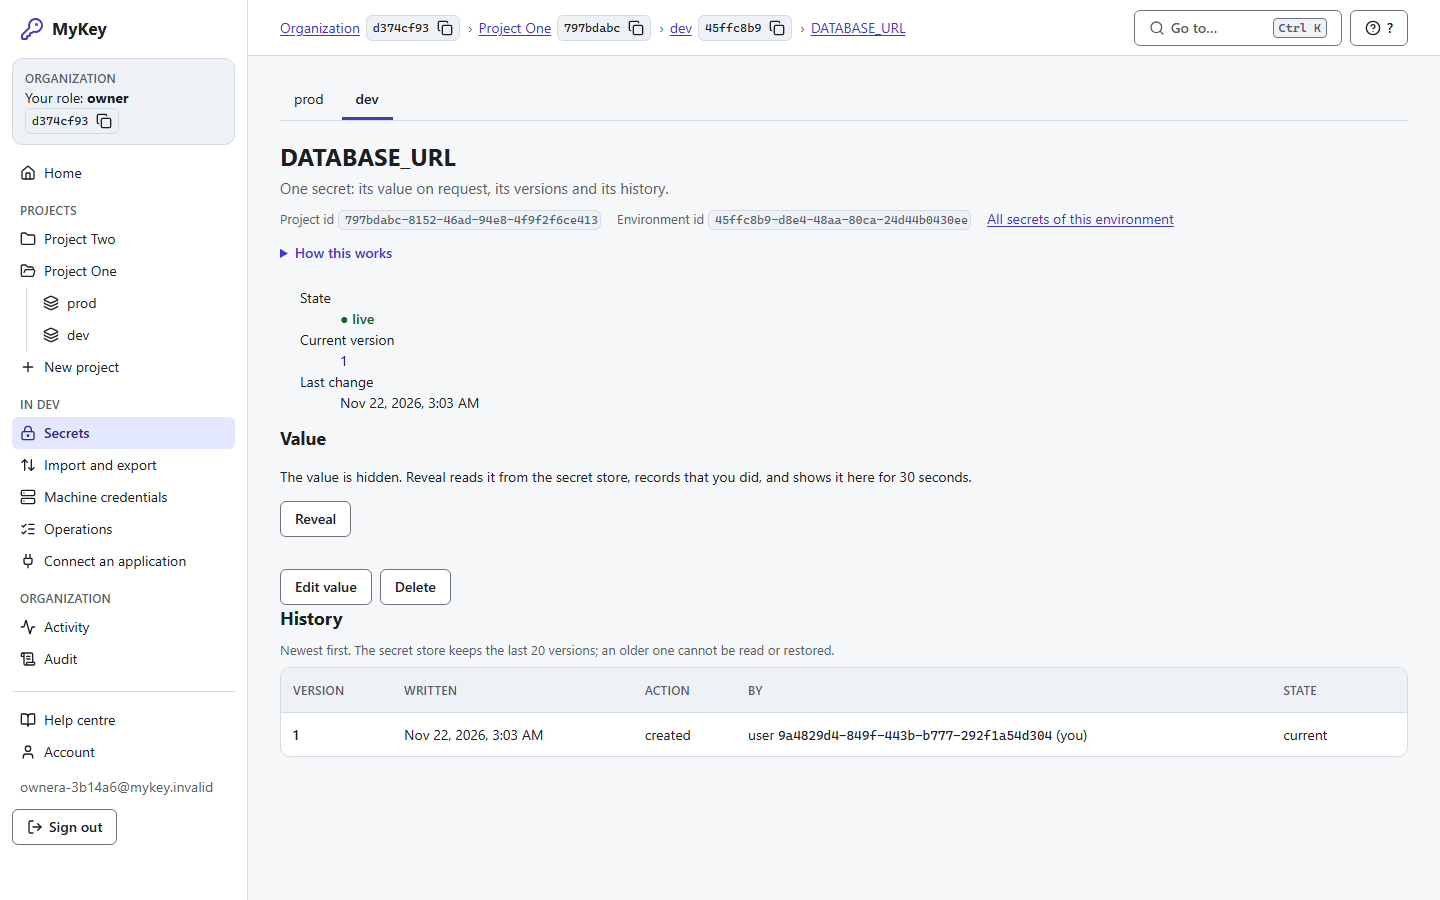 MyKey
ORGANIZATION
Your role: owner
d374cf93
Home
PROJECTS
Project Two
Project One
prod
dev
New project
IN DEV
Secrets
Import and export
Machine credentials
Operations
Connect an application
ORGANIZATION
Activity
Audit
Help centre
Account
ownera-3b14a6@mykey.invalid
Sign out
Organization d374cf93 › Project One 797bdabc › dev 45ffc8b9 › DATABASE_URL
Go to... Ctrl K ?
prod dev
DATABASE_URL
One secret: its value on request, its versions and its history.
Project id 797bdabc-8152-46ad-94e8-4f9f2f6ce413 Environment id 45ffc8b9-d8e4-48aa-80ca-24d44b0430ee All secrets of this environment
How this works
State
● live
Current version
1
Last change
Nov 22, 2026, 3:03 AM
Value
The value is hidden. Reveal reads it from the secret store, records that you did, and shows it here for 30 seconds.
Reveal
Edit value Delete
History
Newest first. The secret store keeps the last 20 versions; an older one cannot be read or restored.
VERSION WRITTEN ACTION BY STATE
1 Nov 22, 2026, 3:03 AM created user 9a4829d4-849f-443b-b777-292f1a54d304 (you) current